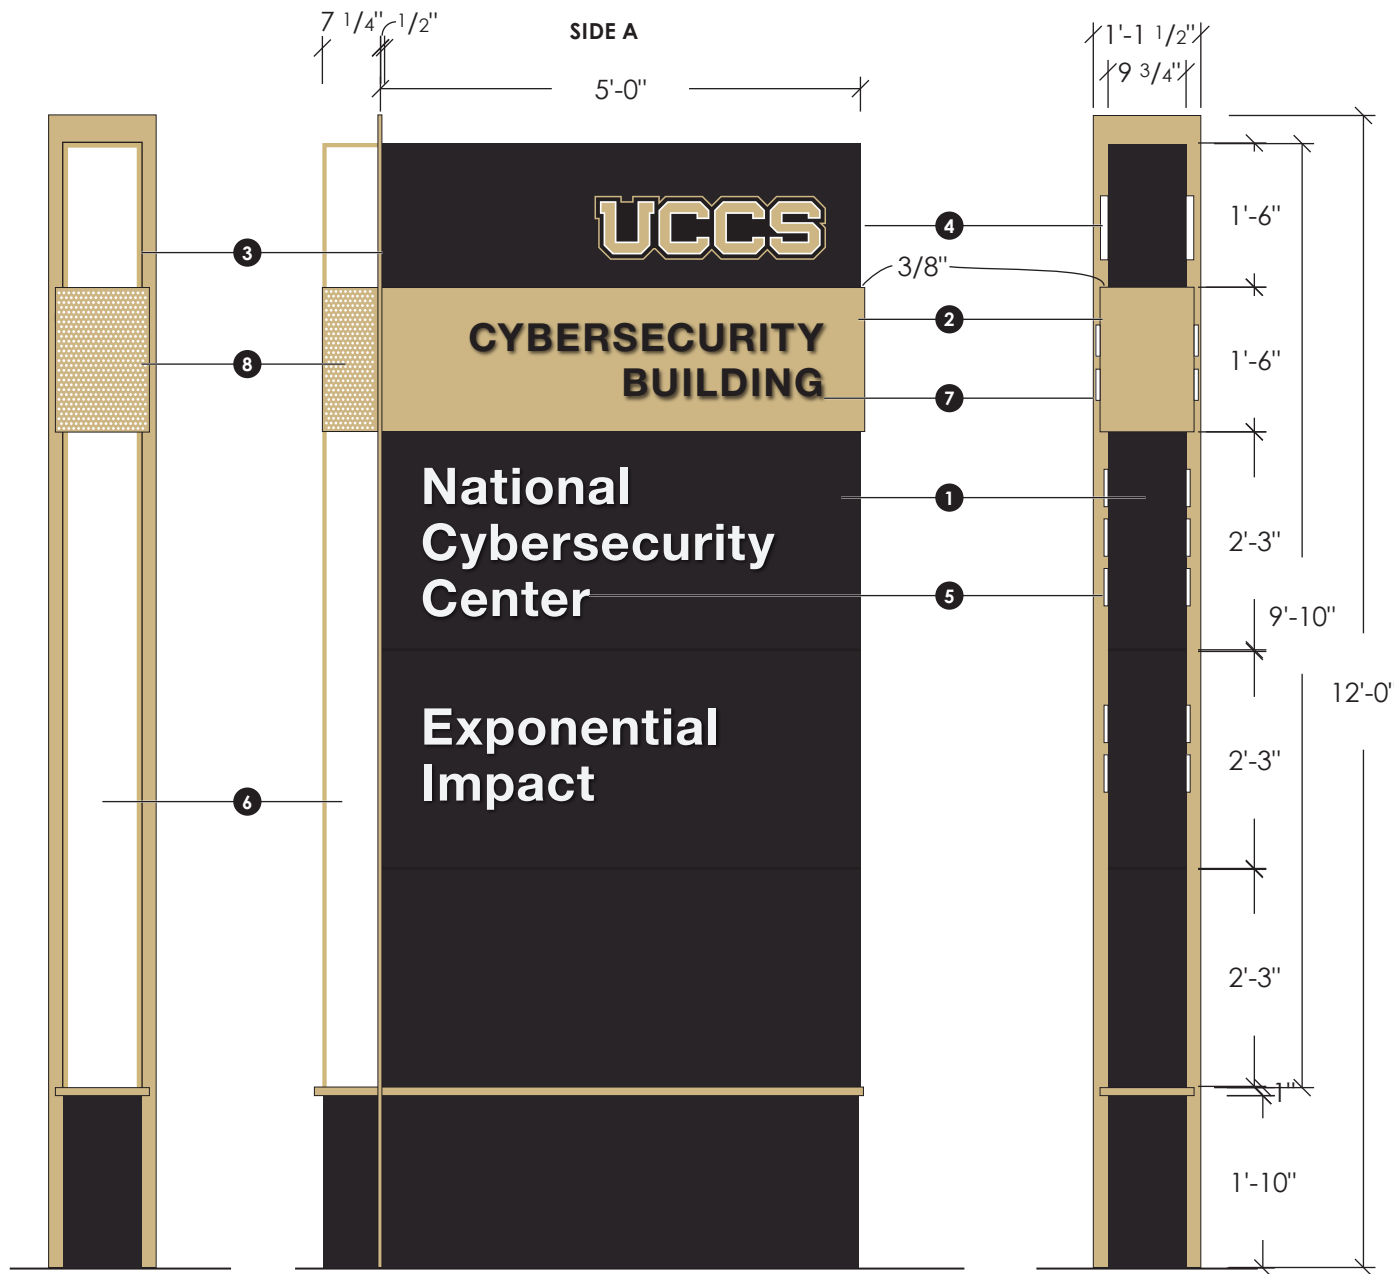 7 1/4" 1/2"
SIDE A
5'-0"
1'-1 1/2"
9 3/4"
UCCS
4
1'-6"
3
3/8"
2
CYBERSECURITY
BUILDING
8
1'-6"
7
National
Cybersecurity
Center
1
2'-3"
5
9'-10"
12'-0"
Exponential
Impact
2'-3"
6
2'-3"
1"
1'-10"